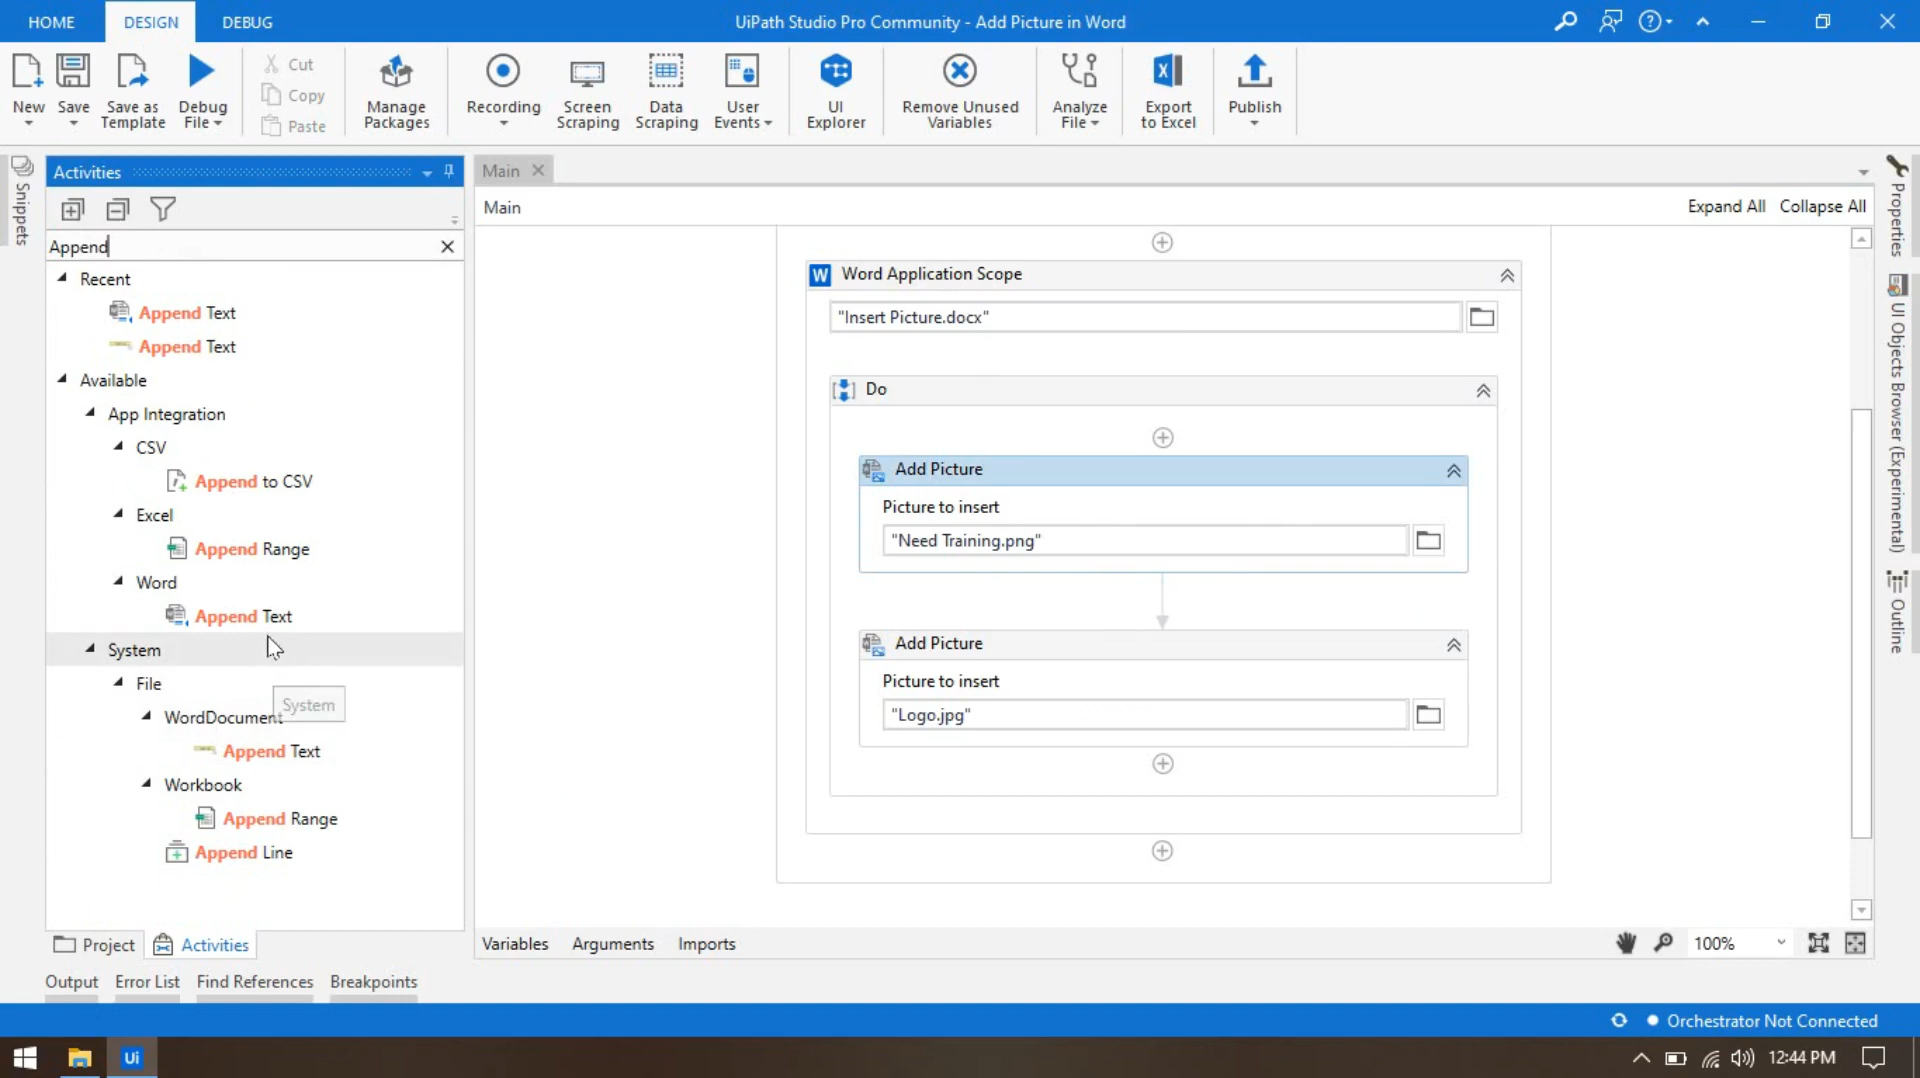 HOME DESIGN DEBUG UiPath Studio Pro Community - Add Picture in Word
New Save Save as Template Debug File
Cut
Copy
Paste
Manage Packages
Recording
Screen Scraping
Data Scraping
User Events
UI Explorer
Remove Unused Variables
Analyze File
Export to Excel
Publish
Snippets
Activities
Append
Recent
Append Text
Append Text
Available
App Integration
CSV
Append to CSV
Excel
Append Range
Word
Append Text
System
File
System
WordDocument
Append Text
Workbook
Append Range
Append Line
Project Activities
Main
Main Expand All Collapse All
W Word Application Scope
"Insert Picture.docx"
Do
Add Picture
Picture to insert
"Need Training.png"
Add Picture
Picture to insert
"Logo.jpg"
Variables Arguments Imports 100%
Properties
UI Objects Browser (Experimental)
Outline
Output Error List Find References Breakpoints
Orchestrator Not Connected
Ui 12:44 PM